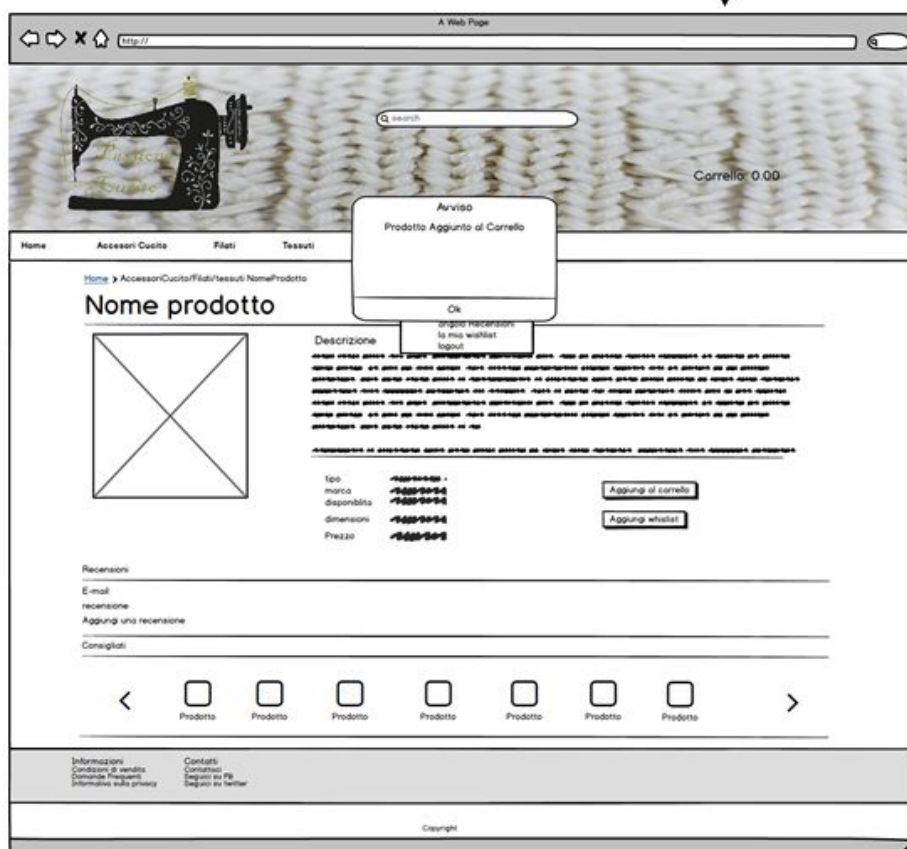 A Web Page
http://
search
Carrello: 0.00
Avviso
Prodotto Aggiunto al Carrello
Ok
Home Accesori Cucito Filati Tessuti
angolo Recensioni
la mia wishlist
logout
Home > AccessoriCucito/Filati/tessuti NomeProdotto
Nome prodotto
Descrizione
tipo
marca
disponiblita
dimensioni
Prezzo
Aggiungi al carrello
Aggiungi whislist
Recensioni
E-mail
recensione
Aggiungi una recensione
Consigliati
Prodotto Prodotto Prodotto Prodotto Prodotto Prodotto Prodotto
Informazioni
Condizioni di vendita
Domande Frequenti
Informativa sulla privacy
Contatti
Contattaci
Seguici su FB
Seguici su twitter
Copyright